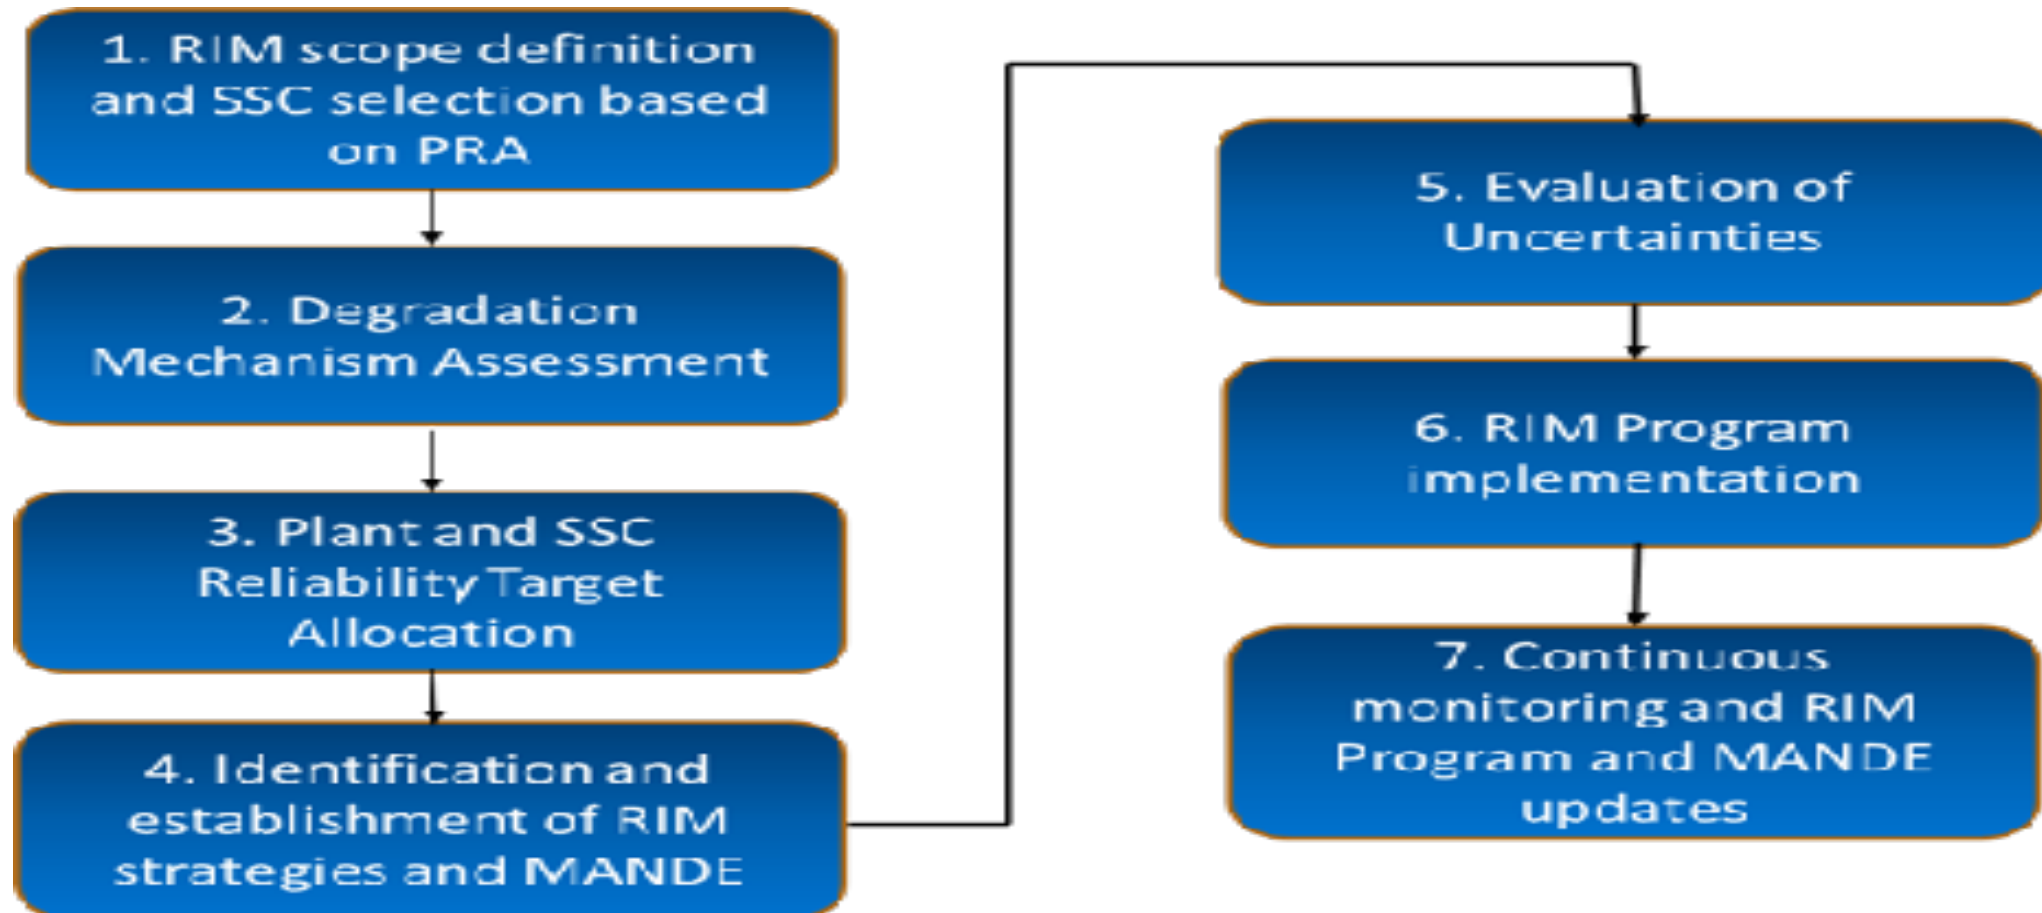 1. RIM scope definition
and SSC selection based
on PRA
2. Degradation
Mechanism Assessment
3. Plant and SSC
Reliability Target
Allocation
4. Identification and
establishment of RIM
strategies and MANDE
5. Evaluation of
Uncertainties
6. RIM Program
implementation
7. Continuous
monitoring and RIM
Program and MANDE
updates